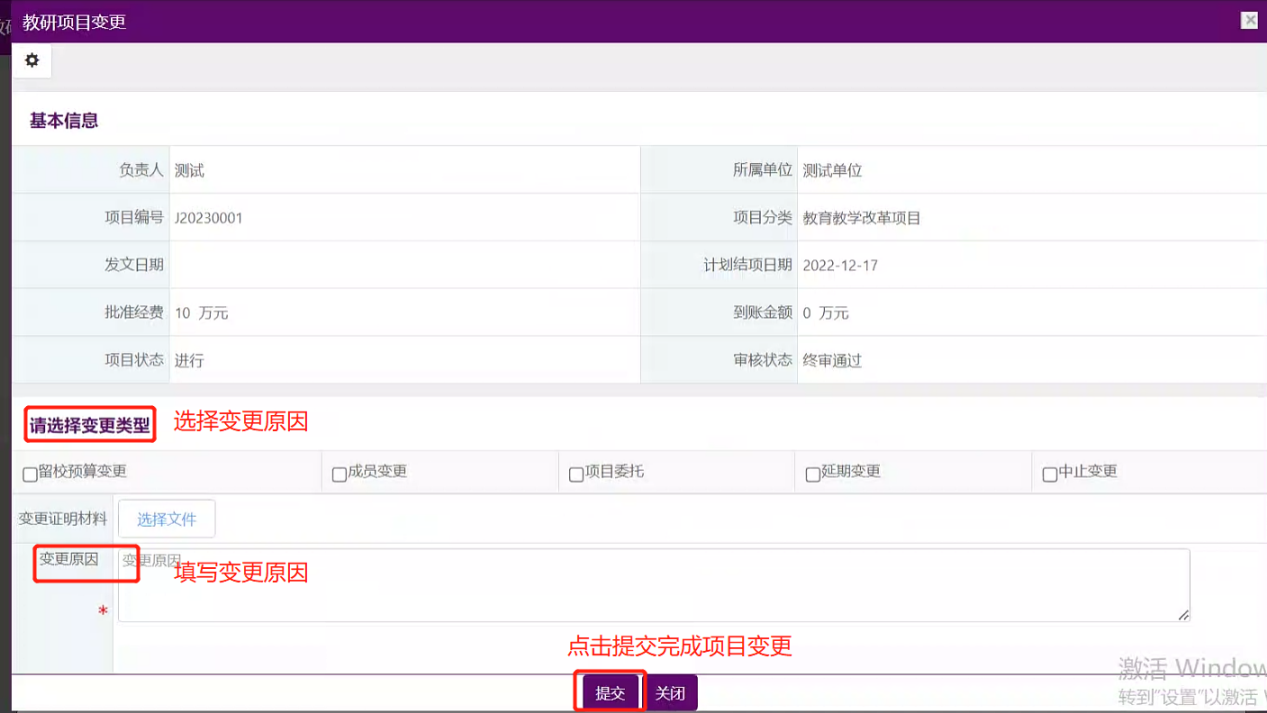 教研项目变更
基本信息
负责人 测试 所属单位 测试单位
项目编号 J20230001 项目分类 教育教学改革项目
发文日期 计划结项日期 2022-12-17
批准经费 10 万元 到账金额 0 万元
项目状态 进行 审核状态 终审通过
请选择变更类型 选择变更原因
留校预算变更 成员变更 项目委托 延期变更 中止变更
变更证明材料 选择文件
变更原因 变更原因
填写变更原因
*
点击提交完成项目变更
提交 关闭
激活 Window
转到"设置"以激活